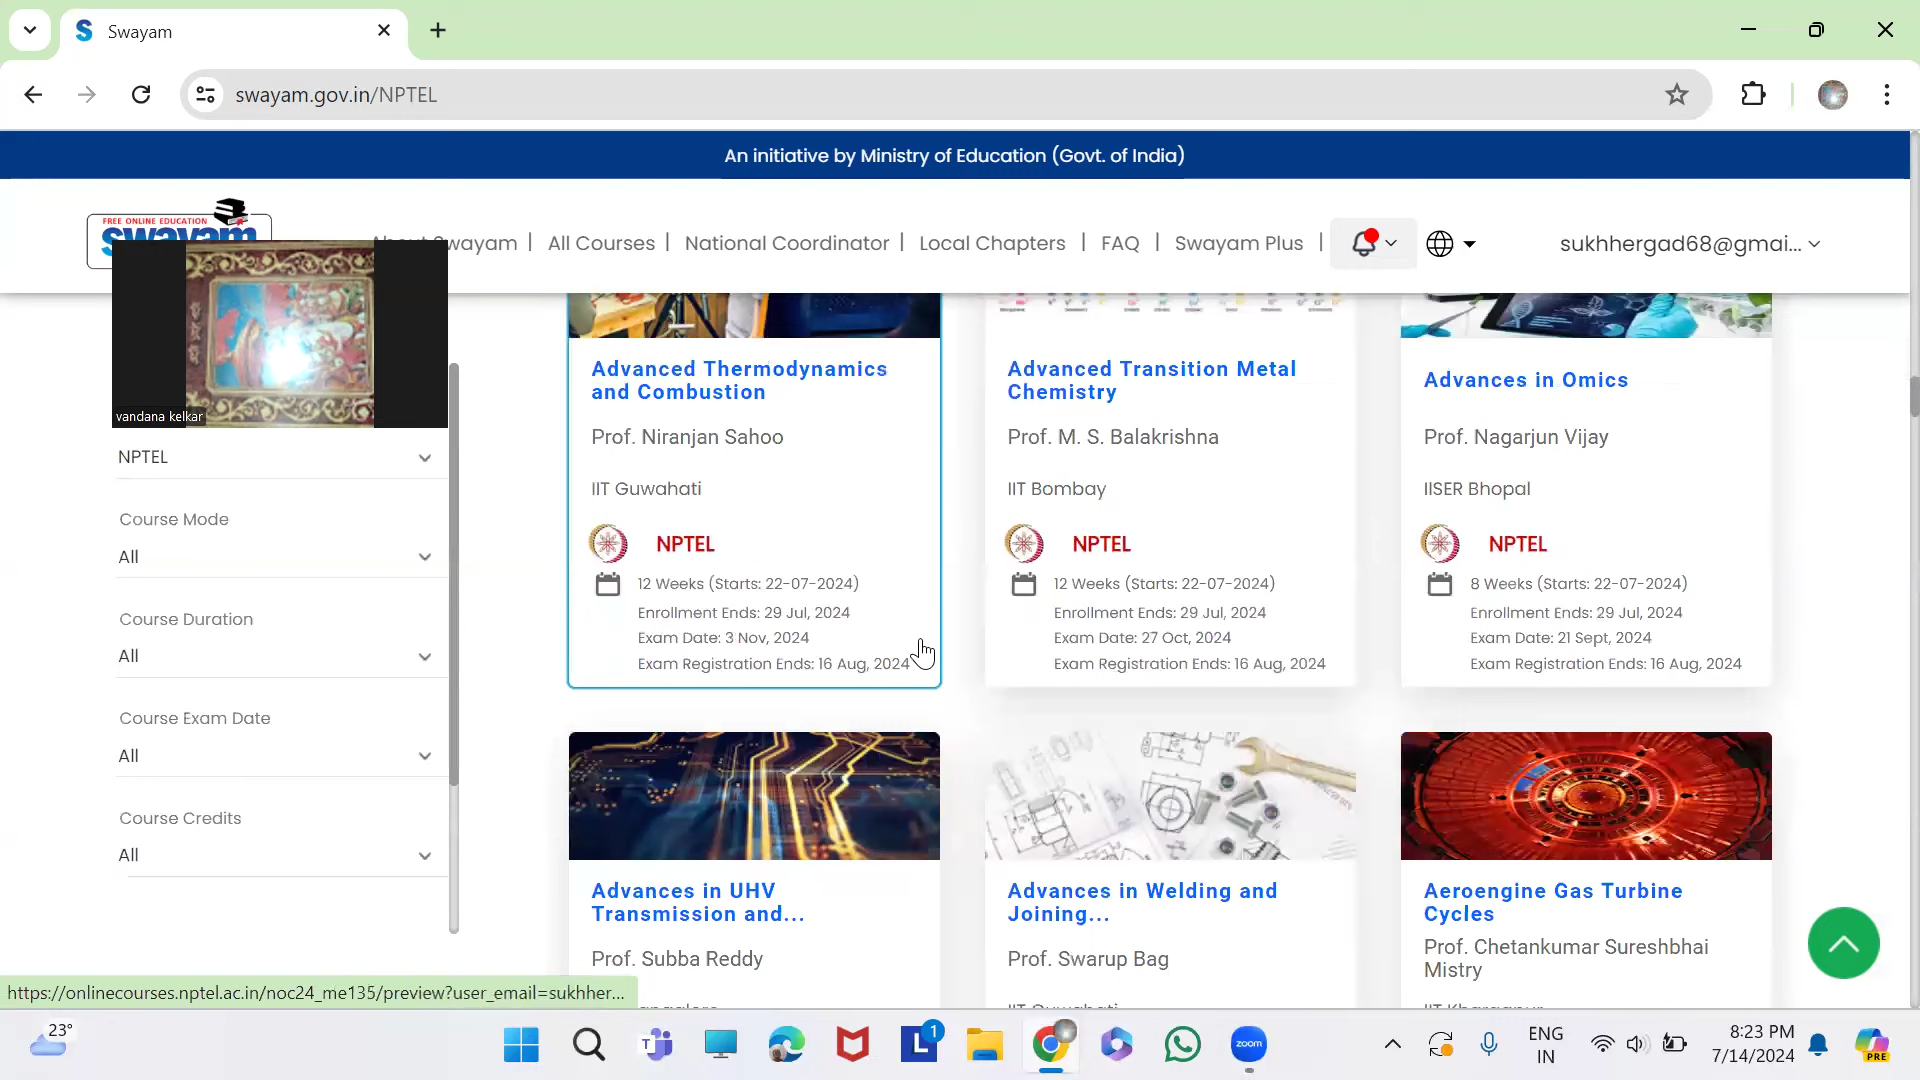 Swayam
swayam.gov.in/NPTEL
An initiative by Ministry of Education (Govt. of India)
FREE ONLINE EDUCATION
swayam
Swayam | All Courses | National Coordinator | Local Chapters | FAQ | Swayam Plus |
sukhhergad68@gmai...
vandana kelkar
NPTEL
Course Mode
All
Course Duration
All
Course Exam Date
All
Course Credits
All
Advanced Thermodynamics
and Combustion
Prof. Niranjan Sahoo
IIT Guwahati
NPTEL
12 Weeks (Starts: 22-07-2024)
Enrollment Ends: 29 Jul, 2024
Exam Date: 3 Nov, 2024
Exam Registration Ends: 16 Aug, 2024
Advanced Transition Metal
Chemistry
Prof. M. S. Balakrishna
IIT Bombay
NPTEL
12 Weeks (Starts: 22-07-2024)
Enrollment Ends: 29 Jul, 2024
Exam Date: 27 Oct, 2024
Exam Registration Ends: 16 Aug, 2024
Advances in Omics
Prof. Nagarjun Vijay
IISER Bhopal
NPTEL
8 Weeks (Starts: 22-07-2024)
Enrollment Ends: 29 Jul, 2024
Exam Date: 21 Sept, 2024
Exam Registration Ends: 16 Aug, 2024
Advances in UHV
Transmission and...
Prof. Subba Reddy
Advances in Welding and
Joining...
Prof. Swarup Bag
Aeroengine Gas Turbine
Cycles
Prof. Chetankumar Sureshbhai
Mistry
https://onlinecourses.nptel.ac.in/noc24_me135/preview?user_email=sukhher...
23°
1
zoom
ENG
IN
8:23 PM
7/14/2024
PRE